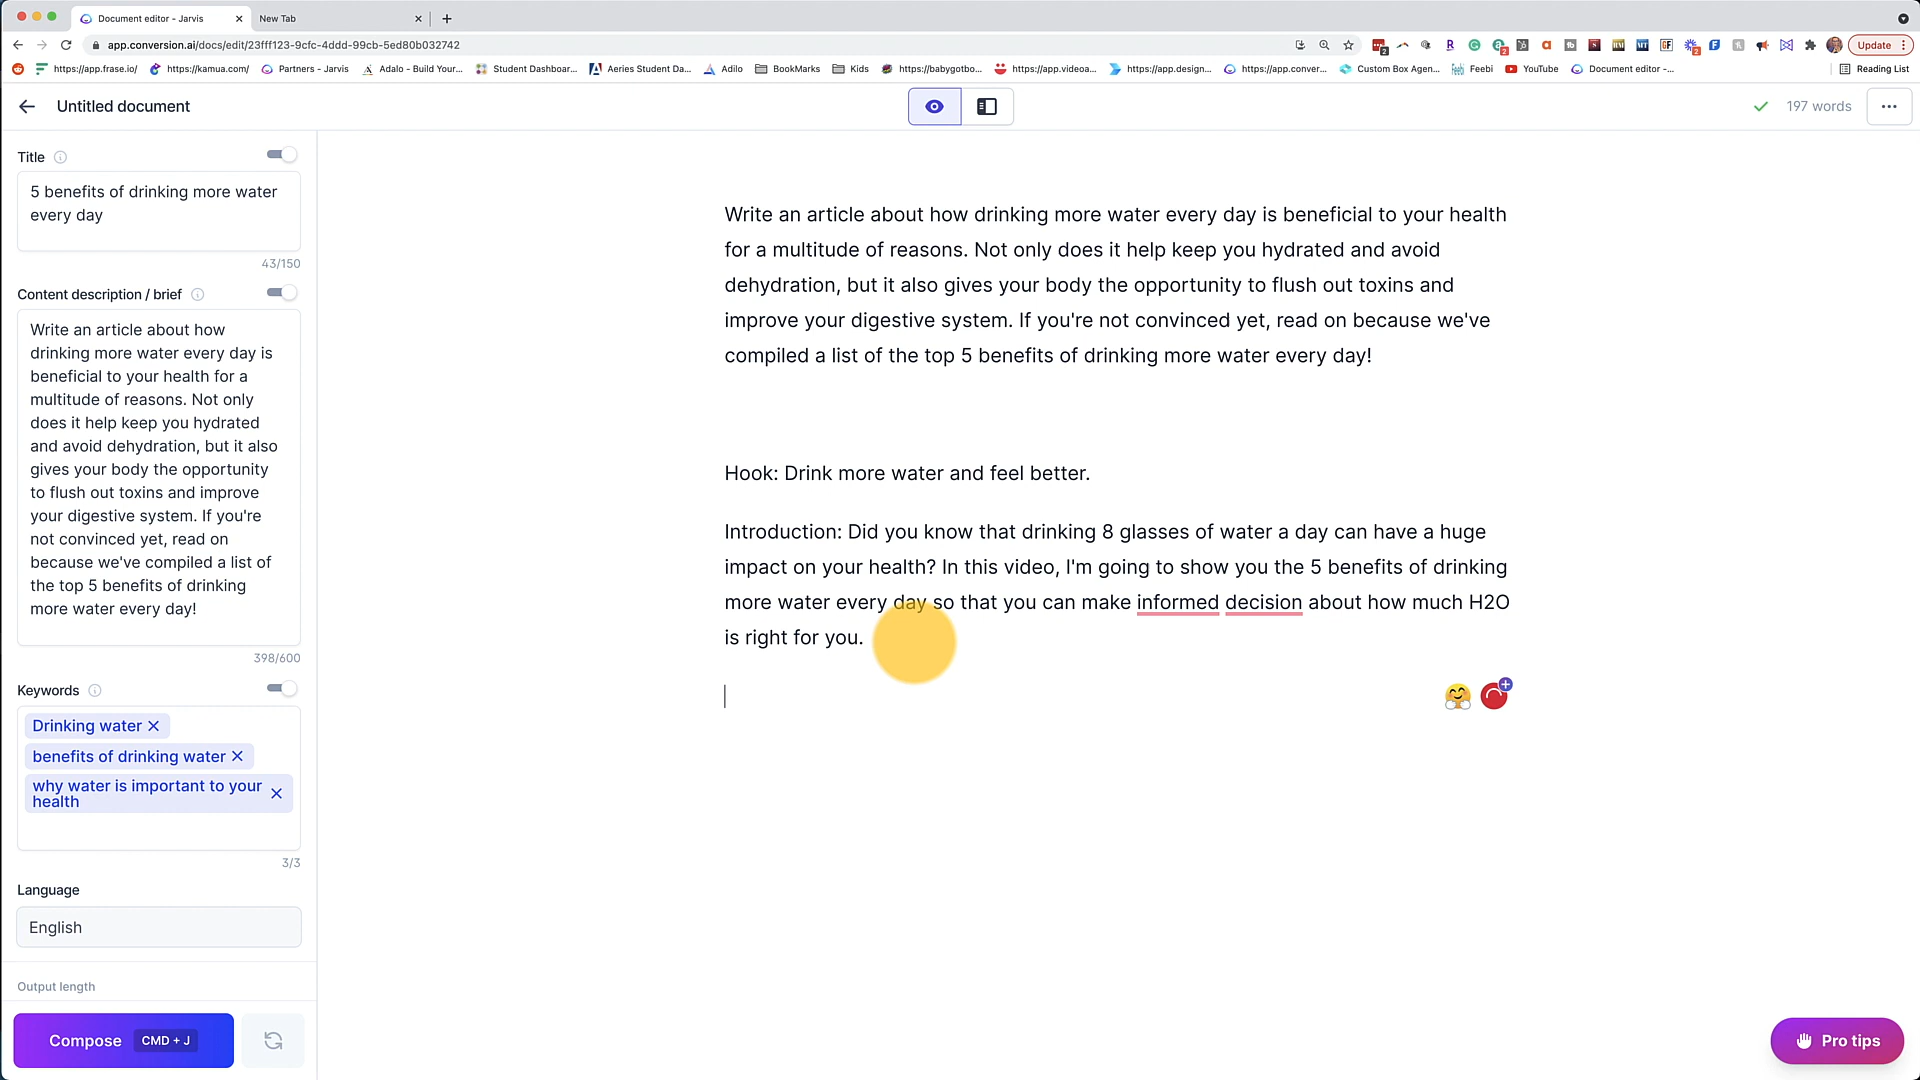 Document editor - Jarvis
New Tab
app.conversion.ai/docs/edit/23fff123-9cfc-4ddd-99cb-5ed80b032742
Update
https://app.frase.io/
https://kamua.com/
Partners - Jarvis
Adalo - Build Your...
Student Dashboar...
Aeries Student Da...
Adilo
BookMarks
Kids
https://babygotbo...
https://app.videoa...
https://app.design...
https://app.conver...
Custom Box Agen...
Feebi
YouTube
Document editor -...
Reading List
Untitled document
197 words
Title
5 benefits of drinking more water
every day
43/150
Content description / brief
Write an article about how
drinking more water every day is
beneficial to your health for a
multitude of reasons. Not only
does it help keep you hydrated
and avoid dehydration, but it also
gives your body the opportunity
to flush out toxins and improve
your digestive system. If you're
not convinced yet, read on
because we've compiled a list of
the top 5 benefits of drinking
more water every day!
398/600
Keywords
Drinking water
benefits of drinking water
why water is important to your
health
3/3
Language
English
Output length
Compose CMD + J
Write an article about how drinking more water every day is beneficial to your health
for a multitude of reasons. Not only does it help keep you hydrated and avoid
dehydration, but it also gives your body the opportunity to flush out toxins and
improve your digestive system. If you're not convinced yet, read on because we've
compiled a list of the top 5 benefits of drinking more water every day!
Hook: Drink more water and feel better.
Introduction: Did you know that drinking 8 glasses of water a day can have a huge
impact on your health? In this video, I'm going to show you the 5 benefits of drinking
more water every day so that you can make informed decision about how much H2O
is right for you.
Pro tips